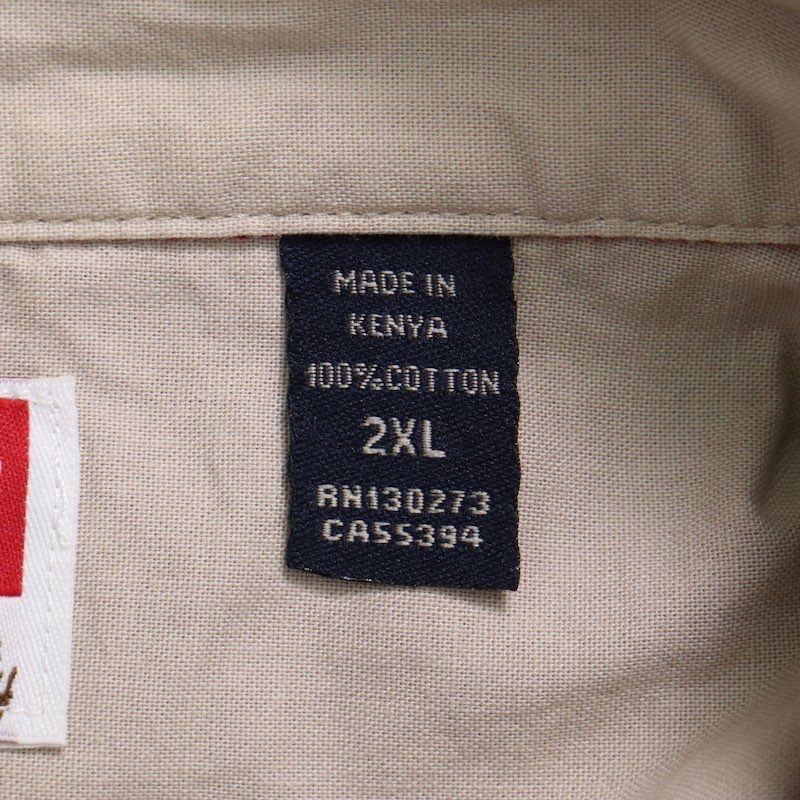 MADE IN
KENYA
100%COTTON
2XL
RN130273
CA55394